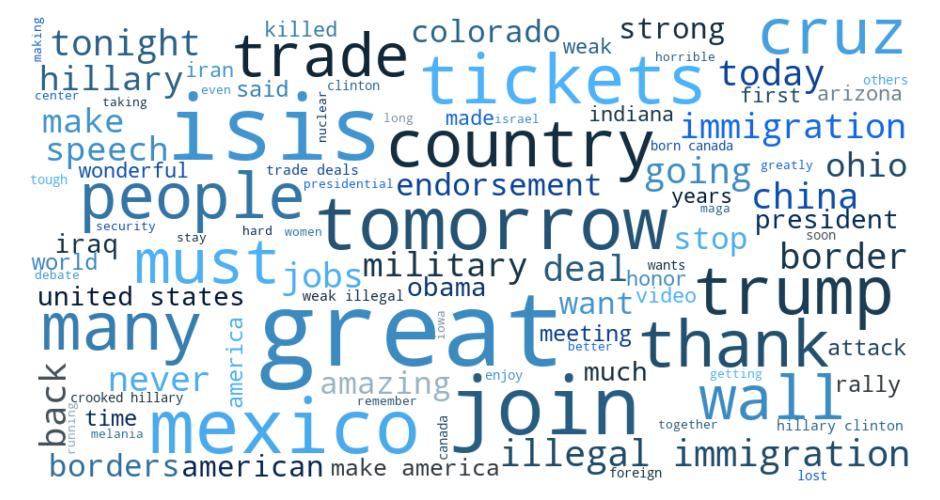 making
tonight
killed
trade
colorado
weak
strong
cruz
horrible
hillary
iran
even
said
clinton
tickets
today
others
center
taking
isis
nuclear
long
first
arizona
make
made
israel
indiana
immigration
speech
country
born canada
wonderful
trade deals
going
greatly
ohio
tough
people
presidential
endorsement
years
china
maga
president
security
stay
hard
women
tomorrow
stop
soon
iraq
border
world
debate
must
jobs
military
deal
wants
honor
trump
united states
weak illegal
obama
want
video
many
america
great
iowa
meeting
better
thank
attack
back
never
amazing
enjoy
much
getting
wall
rally
crooked hillary
remember
join
running
time
melania
mexico
canada
together
hillary clinton
borders
american
make america
illegal
foreign
immigration
lost